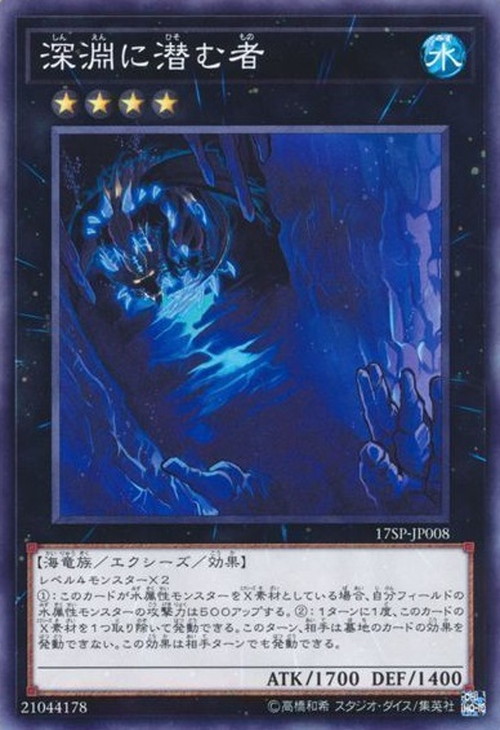 深淵に潜む者
水
17SP-JP008
【海竜族／エクシーズ／効果】
レベル４モンスター×２
①：このカードが水属性モンスターをX素材としている場合、自分フィールドの
水属性モンスターの攻撃力は５００アップする。②：１ターンに１度、このカードの
X素材を１つ取り除いて発動できる。このターン、相手は墓地のカードの効果を
発動できない。この効果は相手ターンでも発動できる。
ATK/1700 DEF/1400
21044178
©高橋和希 スタジオ・ダイス/集英社